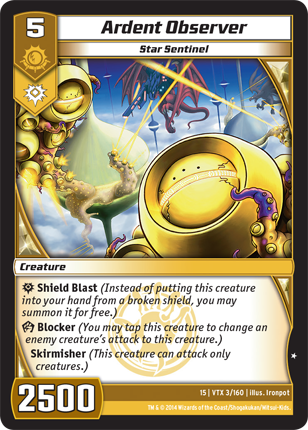 5
Ardent Observer
Star Sentinel
Creature
Shield Blast (Instead of putting this creature
into your hand from a broken shield, you may
summon it for free.)
Blocker (You may tap this creature to change an
enemy creature's attack to this creature.)
Skirmisher (This creature can attack only
creatures.)
2500
15 | VTX 3/160 | Illus. Ironpot
TM & © 2014 Wizards of the Coast/Shogakukan/Mitsui-Kids.